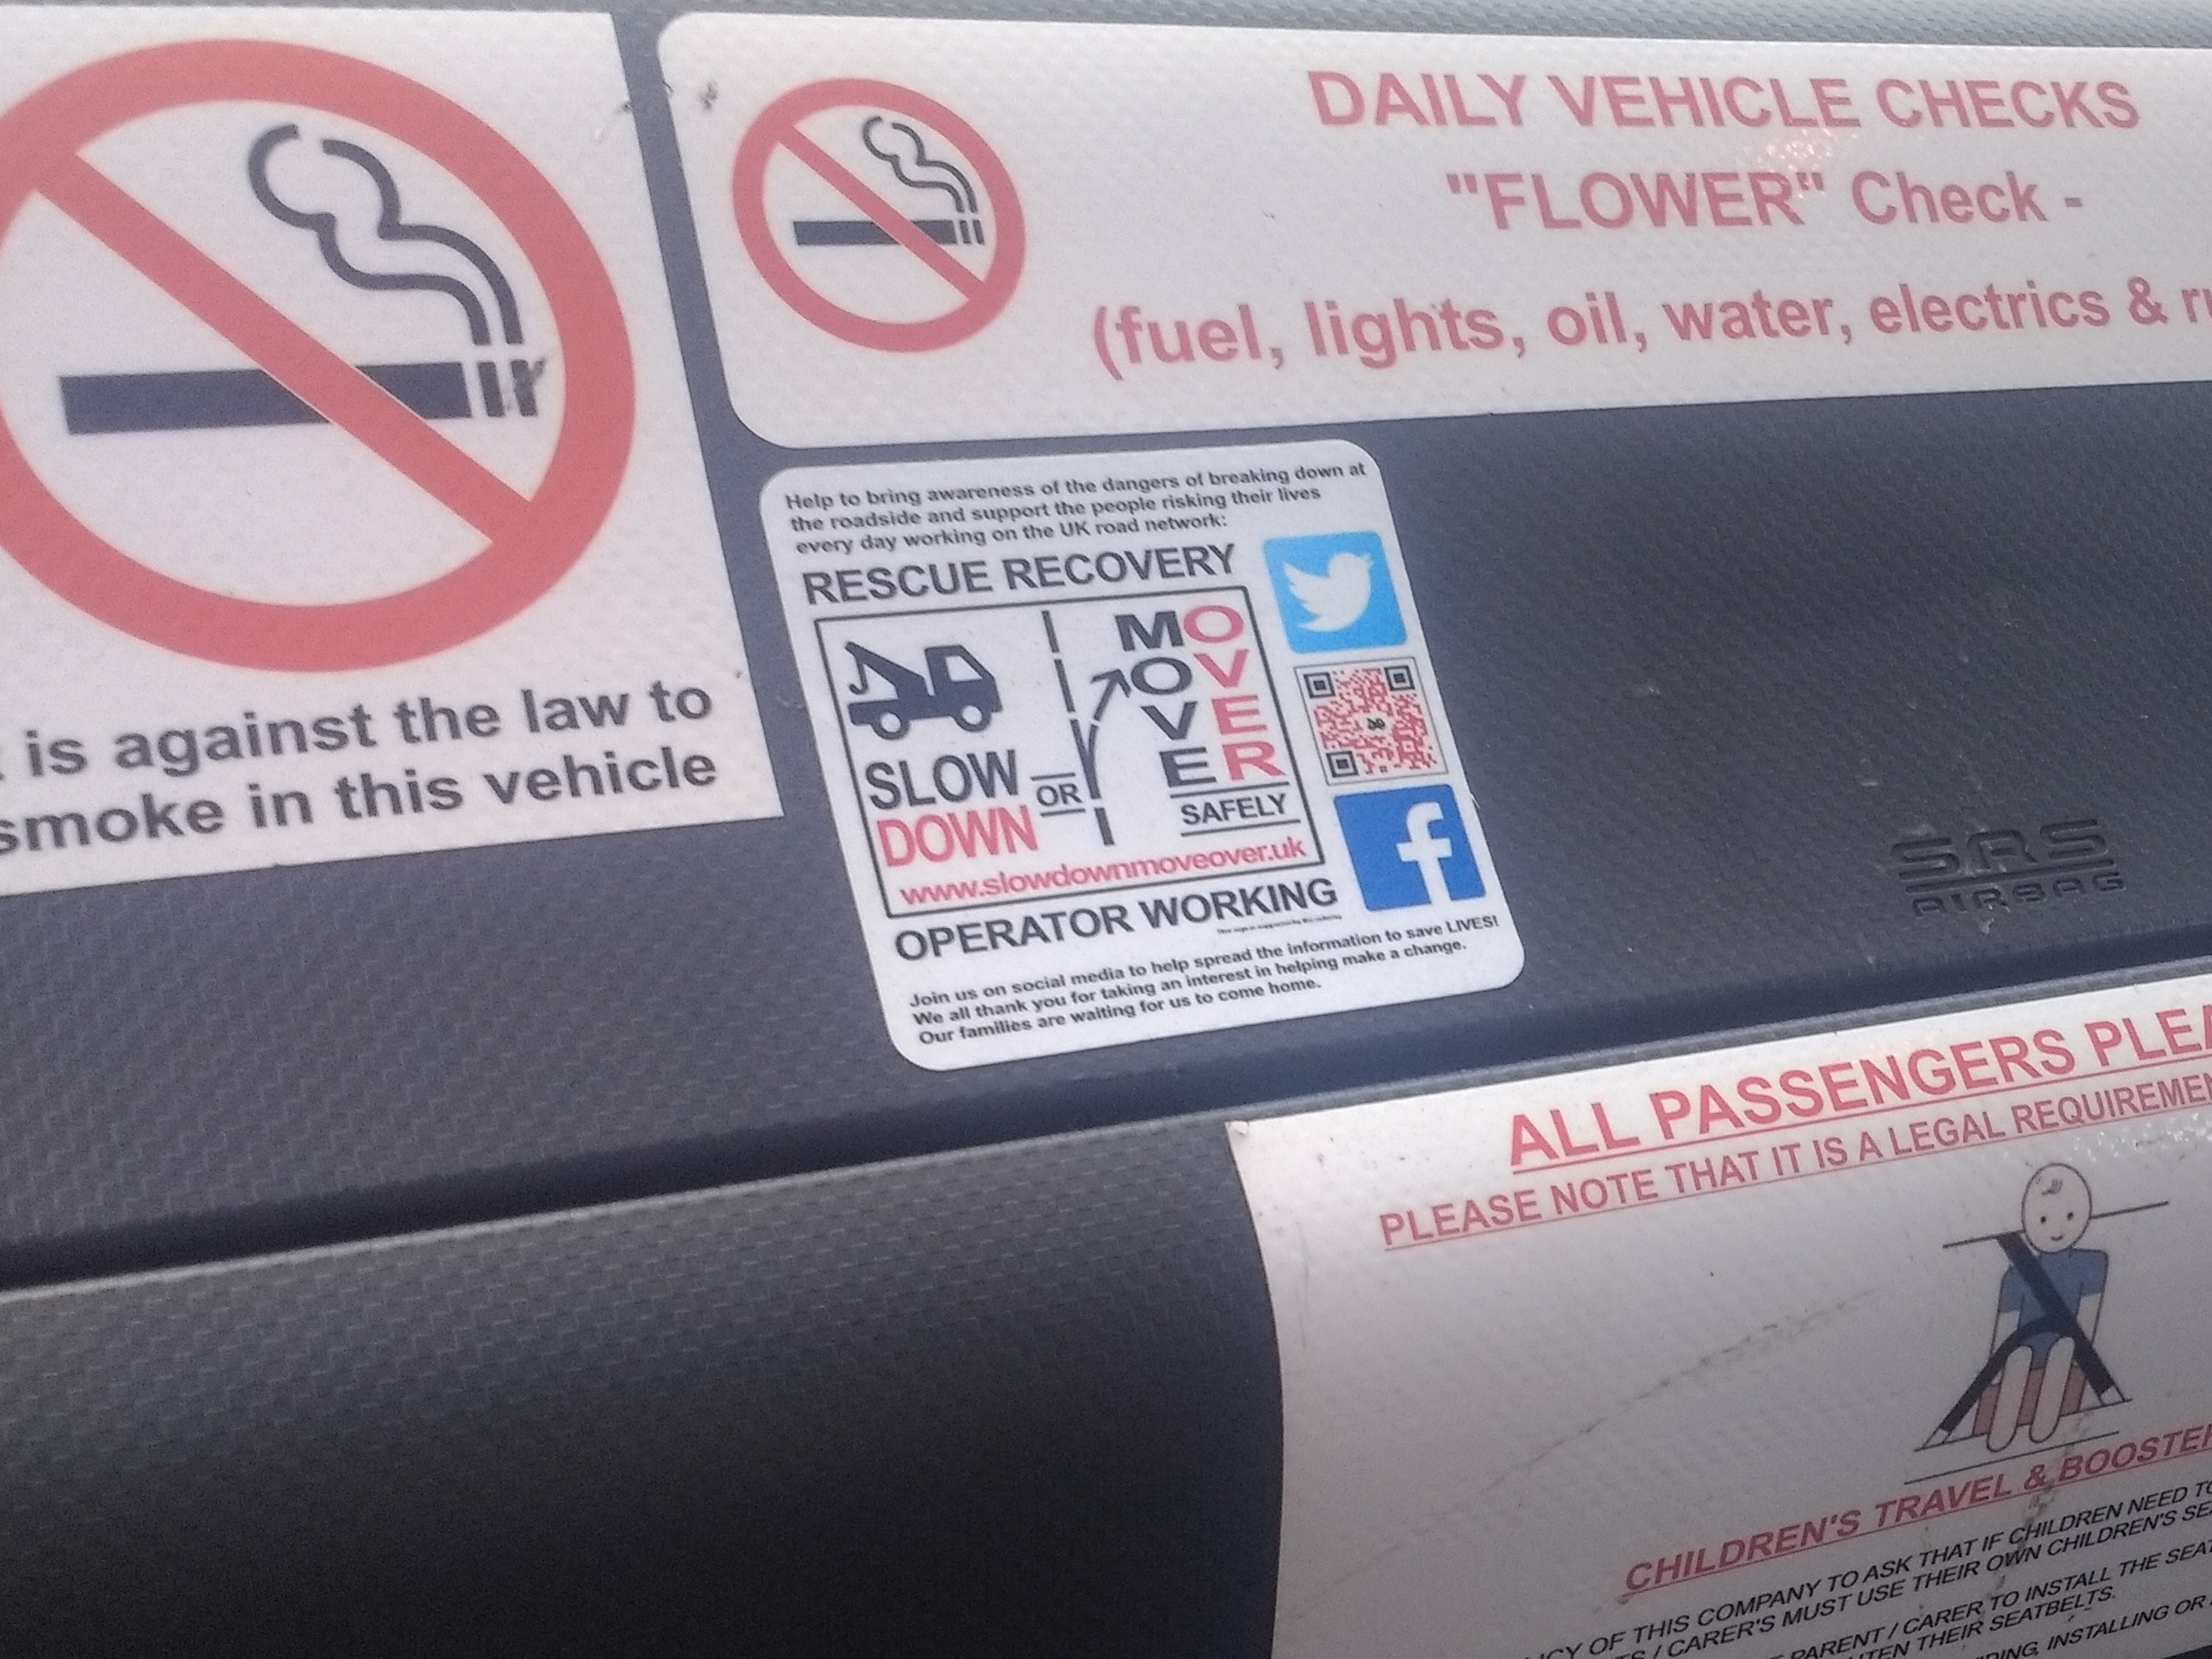 is against the law to
smoke in this vehicle
DAILY VEHICLE CHECKS
"FLOWER" Check -
(fuel, lights, oil, water, electrics &
Help to bring awareness of the dangers of breaking down at
the roadside and support the people risking their lives
every day working on the UK road network:
RESCUE RECOVERY
SLOW
DOWN
OR
MOVE
OVER
SAFELY
www.slowdownmoveover.uk
OPERATOR WORKING
Join us on social media to help spread the information to save LIVES!
We all thank you for taking an interest in helping make a change.
Our families are waiting for us to come home.
SRS
AIRBAG
ALL PASSENGERS
PLEASE NOTE THAT IT IS A LEGAL
CHILDREN'S TRAVEL &
OF THIS COMPANY TO ASK THAT IF CHILDREN NEED TO
/ CARER'S MUST USE THEIR OWN CHILDREN'S
PARENT / CARER TO INSTALL THE
THEIR SEATBELTS.
INSTALLING OR